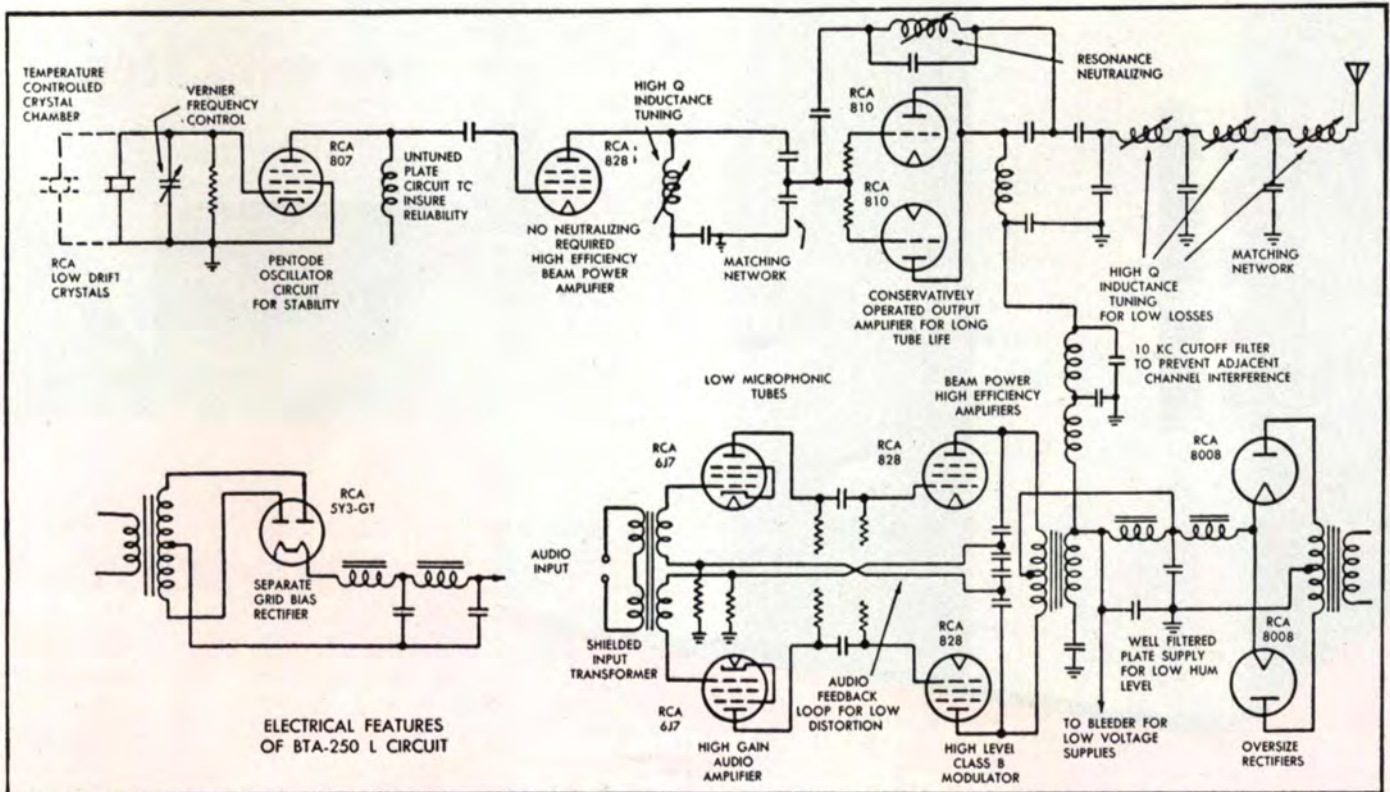 TEMPERATURE
CONTROLLED
CRYSTAL
CHAMBER
VERNIER
FREQUENCY
CONTROL
RCA
807
UNTUNED
PLATE
CIRCUIT TC
INSURE
RELIABILITY
RCA
LOW DRIFT
CRYSTALS
PENTODE
OSCILLATOR
CIRCUIT
FOR STABILITY
HIGH Q
INDUCTANCE
TUNING
RCA
828
NO NEUTRALIZING
REQUIRED
HIGH EFFICIENCY
BEAM POWER
AMPLIFIER
MATCHING
NETWORK
RCA
810
RCA
810
CONSERVATIVELY
OPERATED OUTPUT
AMPLIFIER FOR LONG
TUBE LIFE
RESONANCE
NEUTRALIZING
HIGH Q
INDUCTANCE
TUNING
FOR LOW LOSSES
MATCHING
NETWORK
10 KC CUTOFF FILTER
TO PREVENT ADJACENT
CHANNEL INTERFERENCE
RCA
5Y3-GT
SEPARATE
GRID BIAS
RECTIFIER
ELECTRICAL FEATURES
OF BTA-250 L CIRCUIT
LOW MICROPHONIC
TUBES
BEAM POWER
HIGH EFFICIENCY
AMPLIFIERS
RCA
6J7
RCA
828
AUDIO
INPUT
SHIELDED
INPUT
TRANSFORMER
RCA
6J7
HIGH GAIN
AUDIO
AMPLIFIER
AUDIO
FEEDBACK
LOOP FOR LOW
DISTORTION
RCA
828
HIGH LEVEL
CLASS B
MODULATOR
RCA
8008
WELL FILTERED
PLATE SUPPLY
FOR LOW HUM
LEVEL
TO BLEEDER FOR
LOW VOLTAGE
SUPPLIES
RCA
8008
OVERSIZE
RECTIFIERS